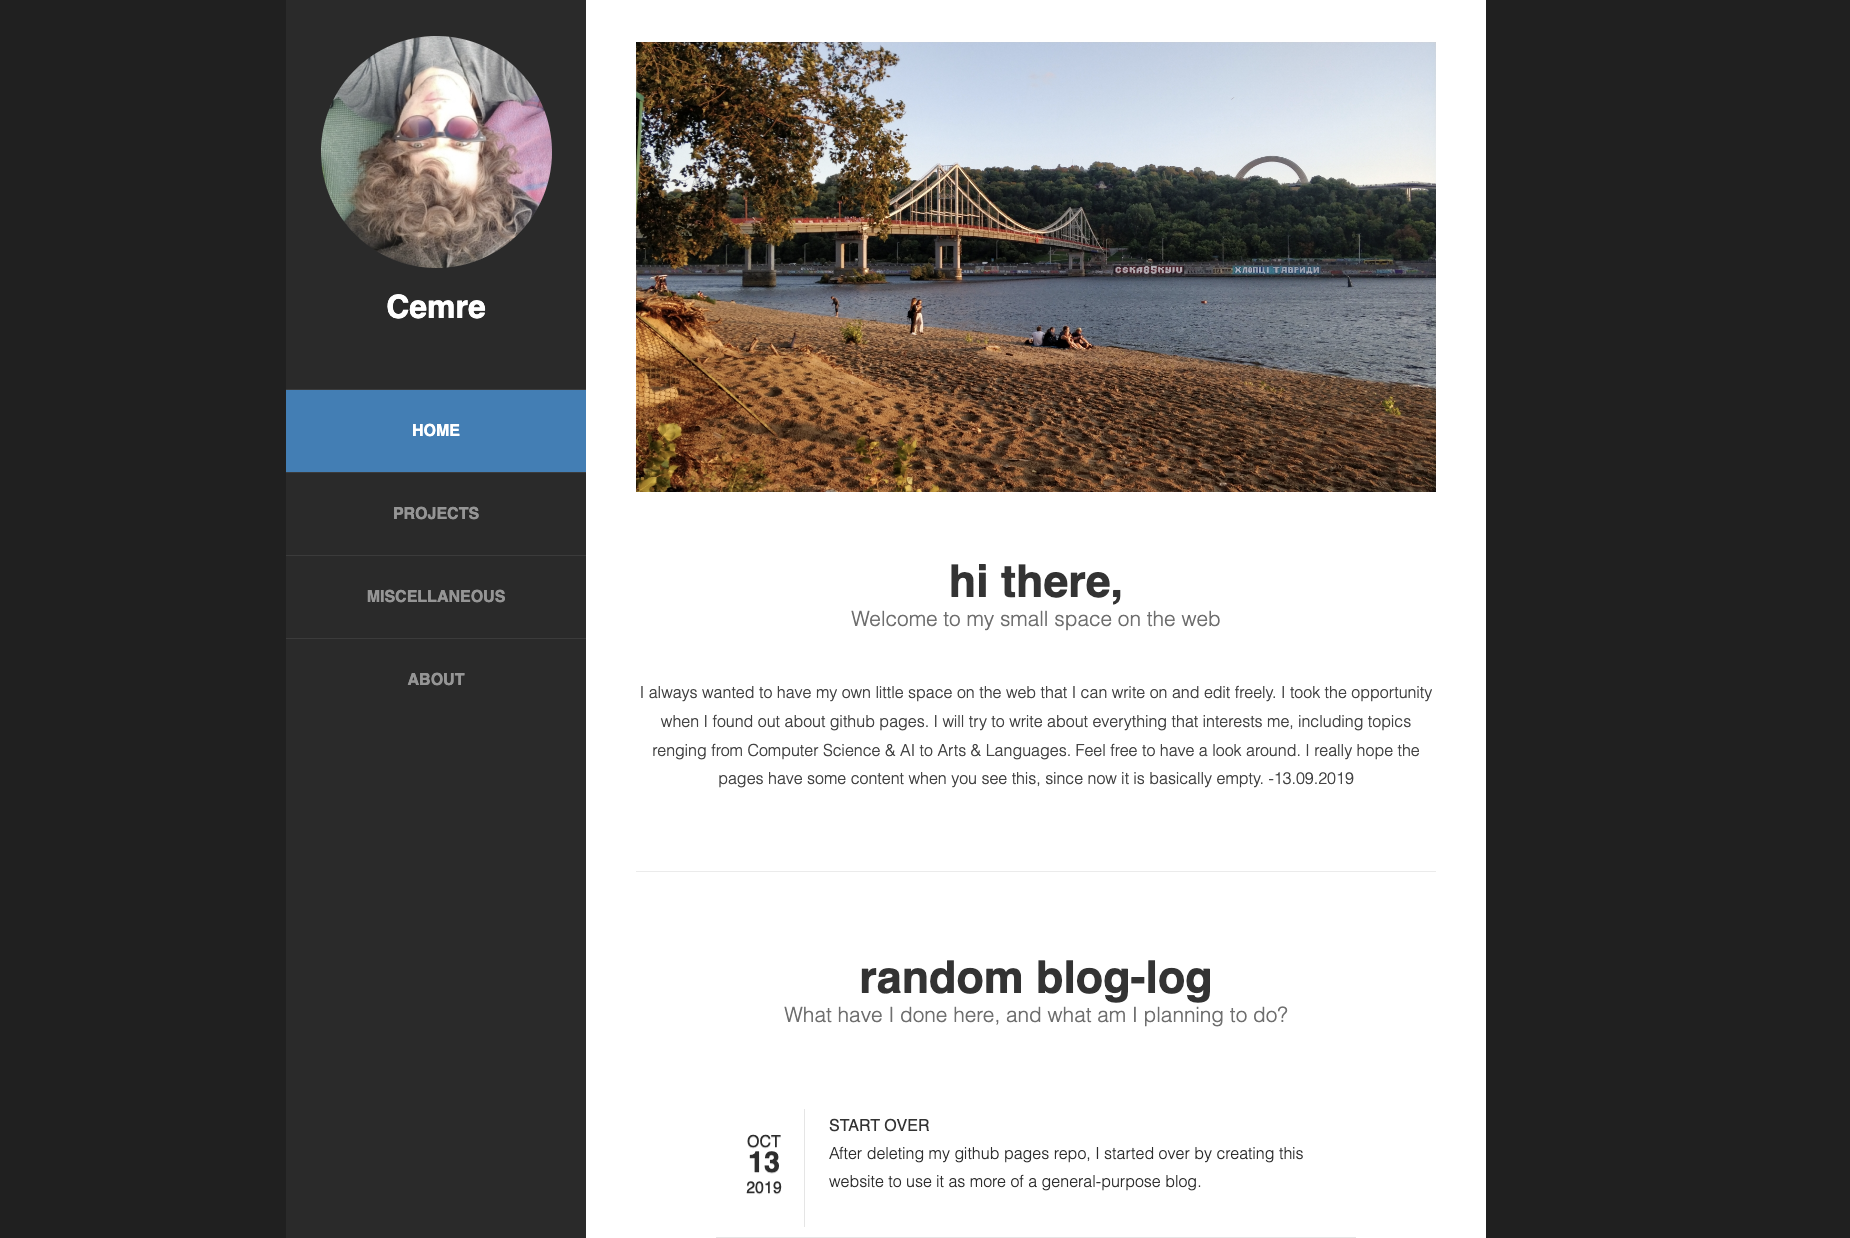 Cemre
HOME
PROJECTS
MISCELLANEOUS
ABOUT
CSKA85KYIV
ХЛОПЦІ ТАВРИДИ
hi there,
Welcome to my small space on the web
I always wanted to have my own little space on the web that I can write on and edit freely. I took the opportunity
when I found out about github pages. I will try to write about everything that interests me, including topics
renging from Computer Science & AI to Arts & Languages. Feel free to have a look around. I really hope the
pages have some content when you see this, since now it is basically empty. -13.09.2019
random blog-log
What have I done here, and what am I planning to do?
OCT
13
2019
START OVER
After deleting my github pages repo, I started over by creating this
website to use it as more of a general-purpose blog.